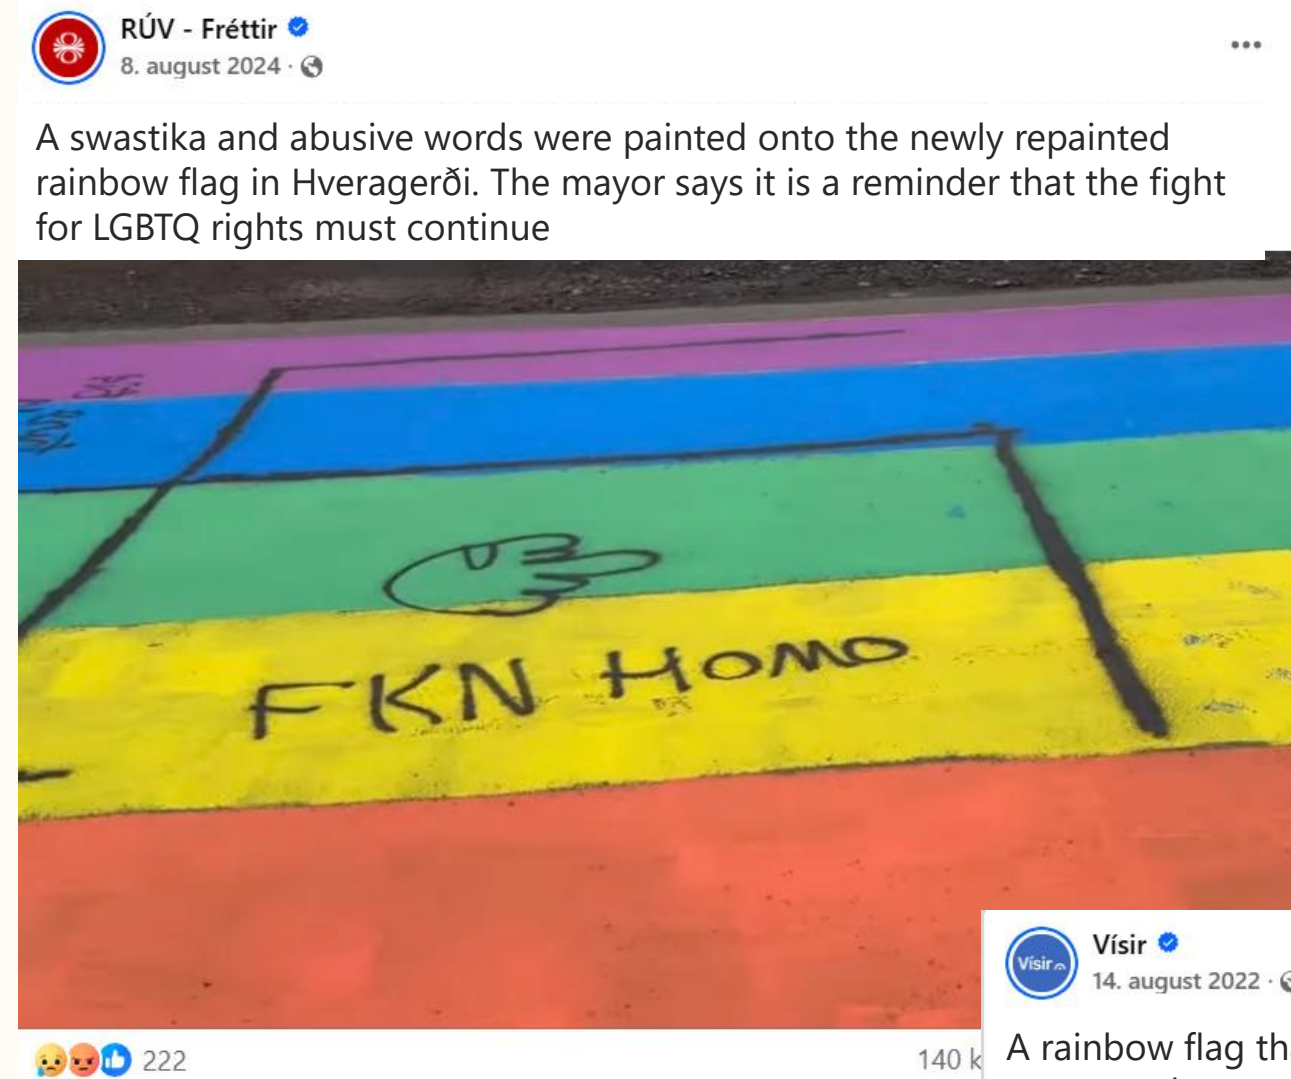 RÚV - Fréttir
8. august 2024 ·
A swastika and abusive words were painted onto the newly repainted
rainbow flag in Hveragerði. The mayor says it is a reminder that the fight
for LGBTQ rights must continue
FKN HOMO
222
140 k
Vísir
Vísir
14. august 2022 ·
A rainbow flag